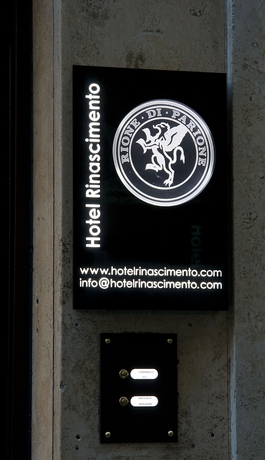 Hotel Rinascimento
RIONE · DI · PARIONE
www.hotelrinascimento.com
info@hotelrinascimento.com